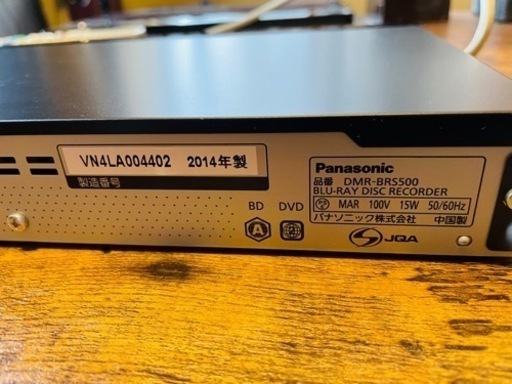 VN4LA004402 2014年製
製造番号
BD DVD
A
2
Panasonic
品番 DMR-BRS500
BLU-RAY DISC RECORDER
MAR 100V 15W 50/60Hz
パナソニック株式会社 中国製
JQA